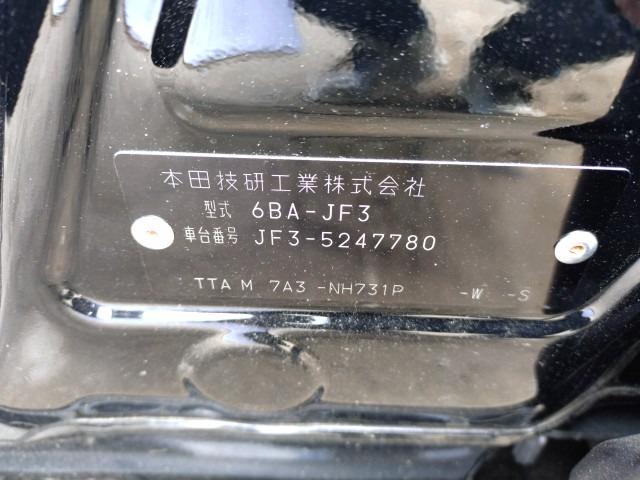 本田技研工業株式会社
型式 6BA-JF3
車台番号 JF3-5247780
TTA M 7A3 -NH731P -W -S